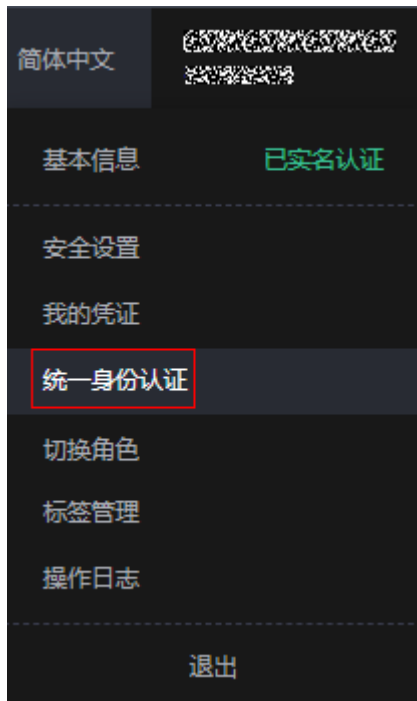 简体中文
基本信息 已实名认证
安全设置
我的凭证
统一身份认证
切换角色
标签管理
操作日志
退出